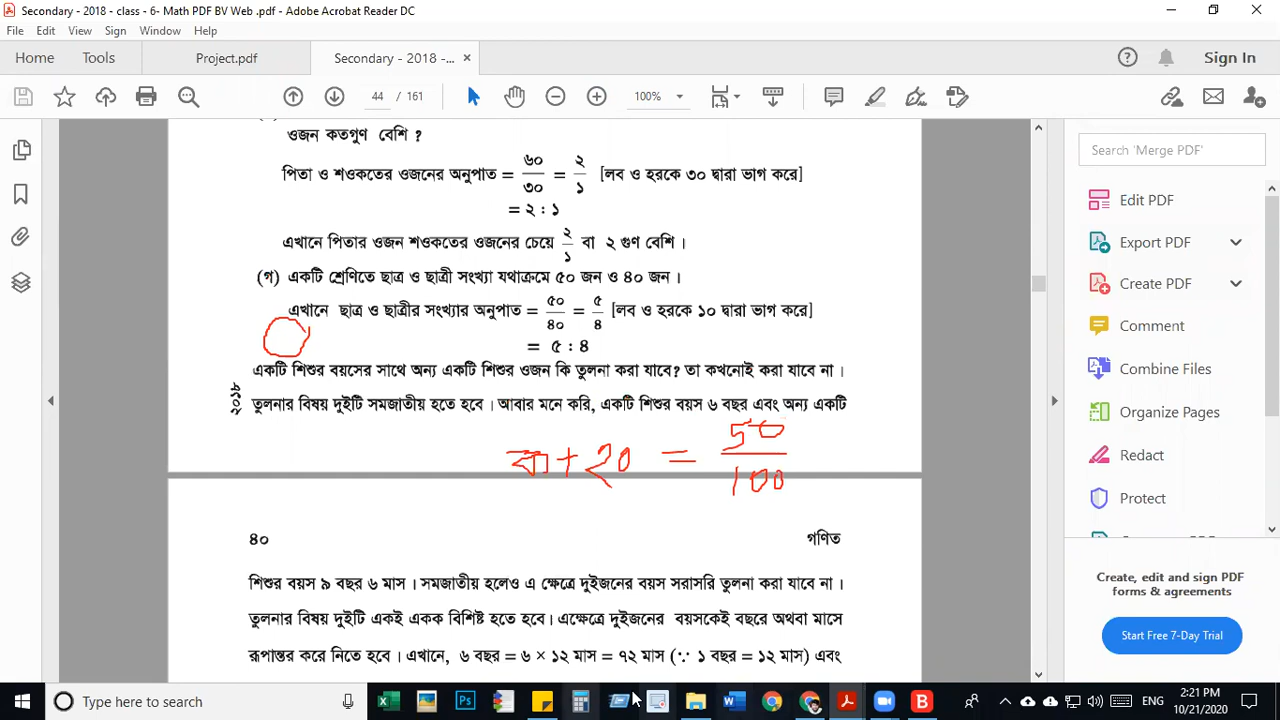 Secondary - 2018 - class - 6- Math PDF BV Web .pdf - Adobe Acrobat Reader DC
File Edit View Sign Window Help
Home Tools Project.pdf Secondary - 2018 -... × Sign In
44 / 161 100%
ওজন কতগুণ বেশি ?
পিতা ও শওকতের ওজনের অনুপাত = ৬০/৩০ = ২/১ [লব ও হরকে ৩০ দ্বারা ভাগ করে]
= ২ : ১
এখানে পিতার ওজন শওকতের ওজনের চেয়ে ২/১ বা ২ গুণ বেশি ।
(গ) একটি শ্রেণিতে ছাত্র ও ছাত্রী সংখ্যা যথাক্রমে ৫০ জন ও ৪০ জন ।
এখানে ছাত্র ও ছাত্রীর সংখ্যার অনুপাত = ৫০/৪০ = ৫/৪ [লব ও হরকে ১০ দ্বারা ভাগ করে]
= ৫ : ৪
একটি শিশুর বয়সের সাথে অন্য একটি শিশুর ওজন কি তুলনা করা যাবে? তা কখনোই করা যাবে না ।
২০১৮ তুলনার বিষয় দুইটি সমজাতীয় হতে হবে । আবার মনে করি, একটি শিশুর বয়স ৬ বছর এবং অন্য একটি
ক + 20 = 50/100
৪০ গণিত
শিশুর বয়স ৯ বছর ৬ মাস । সমজাতীয় হলেও এ ক্ষেত্রে দুইজনের বয়স সরাসরি তুলনা করা যাবে না ।
তুলনার বিষয় দুইটি একই একক বিশিষ্ট হতে হবে। এক্ষেত্রে দুইজনের বয়সকেই বছরে অথবা মাসে
রূপান্তর করে নিতে হবে । এখানে, ৬ বছর = ৬ × ১২ মাস = ৭২ মাস (∵ ১ বছর = ১২ মাস) এবং
Search 'Merge PDF'
Edit PDF
Export PDF
Create PDF
Comment
Combine Files
Organize Pages
Redact
Protect
Create, edit and sign PDF
forms & agreements
Start Free 7-Day Trial
Type here to search
ENG 2:21 PM
10/21/2020